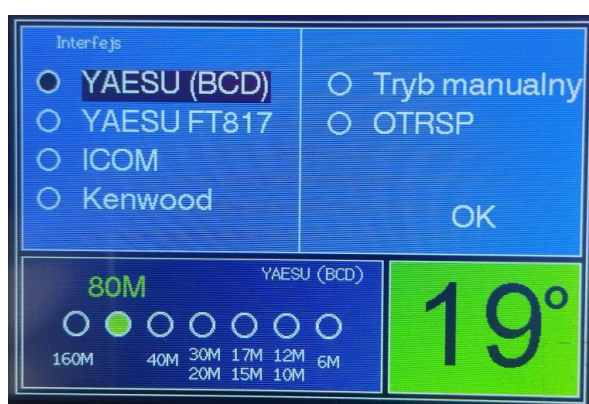 Interfejs
YAESU (BCD)
YAESU FT817
ICOM
Kenwood
Tryb manualny
OTRSP
OK
80M
YAESU (BCD)
160M
40M
30M 17M 12M
20M 15M 10M
6M
19°